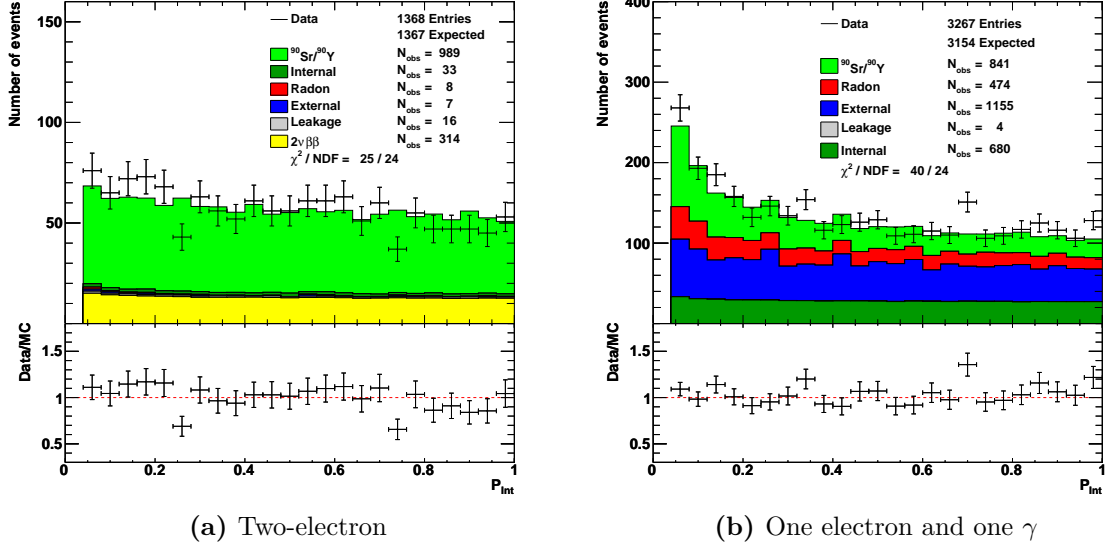 Number of events
150
100
50
Data 1368 Entries
1367 Expected
⁹⁰Sr/⁹⁰Y N_obs = 989
Internal N_obs = 33
Radon N_obs = 8
External N_obs = 7
Leakage N_obs = 16
2νββ N_obs = 314
χ² / NDF = 25 / 24
Data/MC
1.5
1
0.5
0 0.2 0.4 0.6 0.8 1
P_Int
(a) Two-electron
Number of events
400
300
200
100
Data 3267 Entries
3154 Expected
⁹⁰Sr/⁹⁰Y N_obs = 841
Radon N_obs = 474
External N_obs = 1155
Leakage N_obs = 4
Internal N_obs = 680
χ² / NDF = 40 / 24
Data/MC
1.5
1
0.5
0 0.2 0.4 0.6 0.8 1
P_Int
(b) One electron and one γ